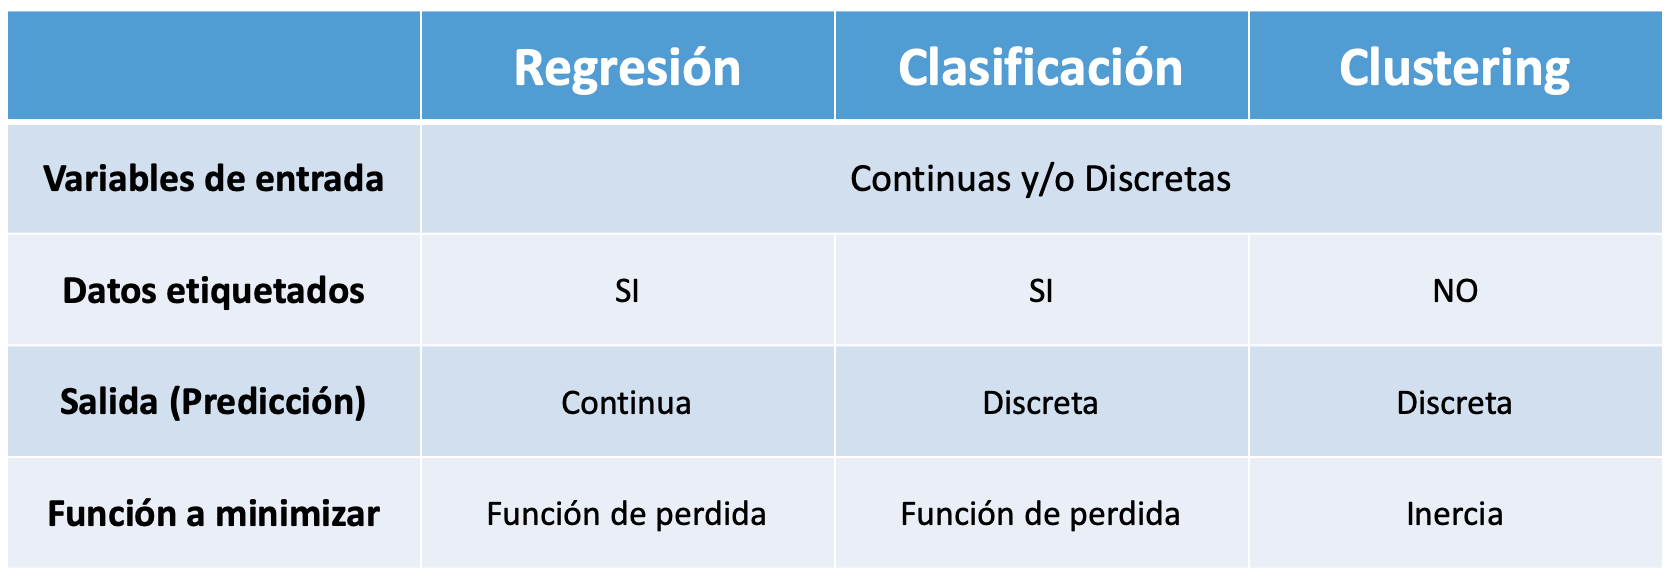 Regresión Clasificación Clustering
Variables de entrada Continuas y/o Discretas
Datos etiquetados SI SI NO
Salida (Predicción) Continua Discreta Discreta
Función a minimizar Función de perdida Función de perdida Inercia